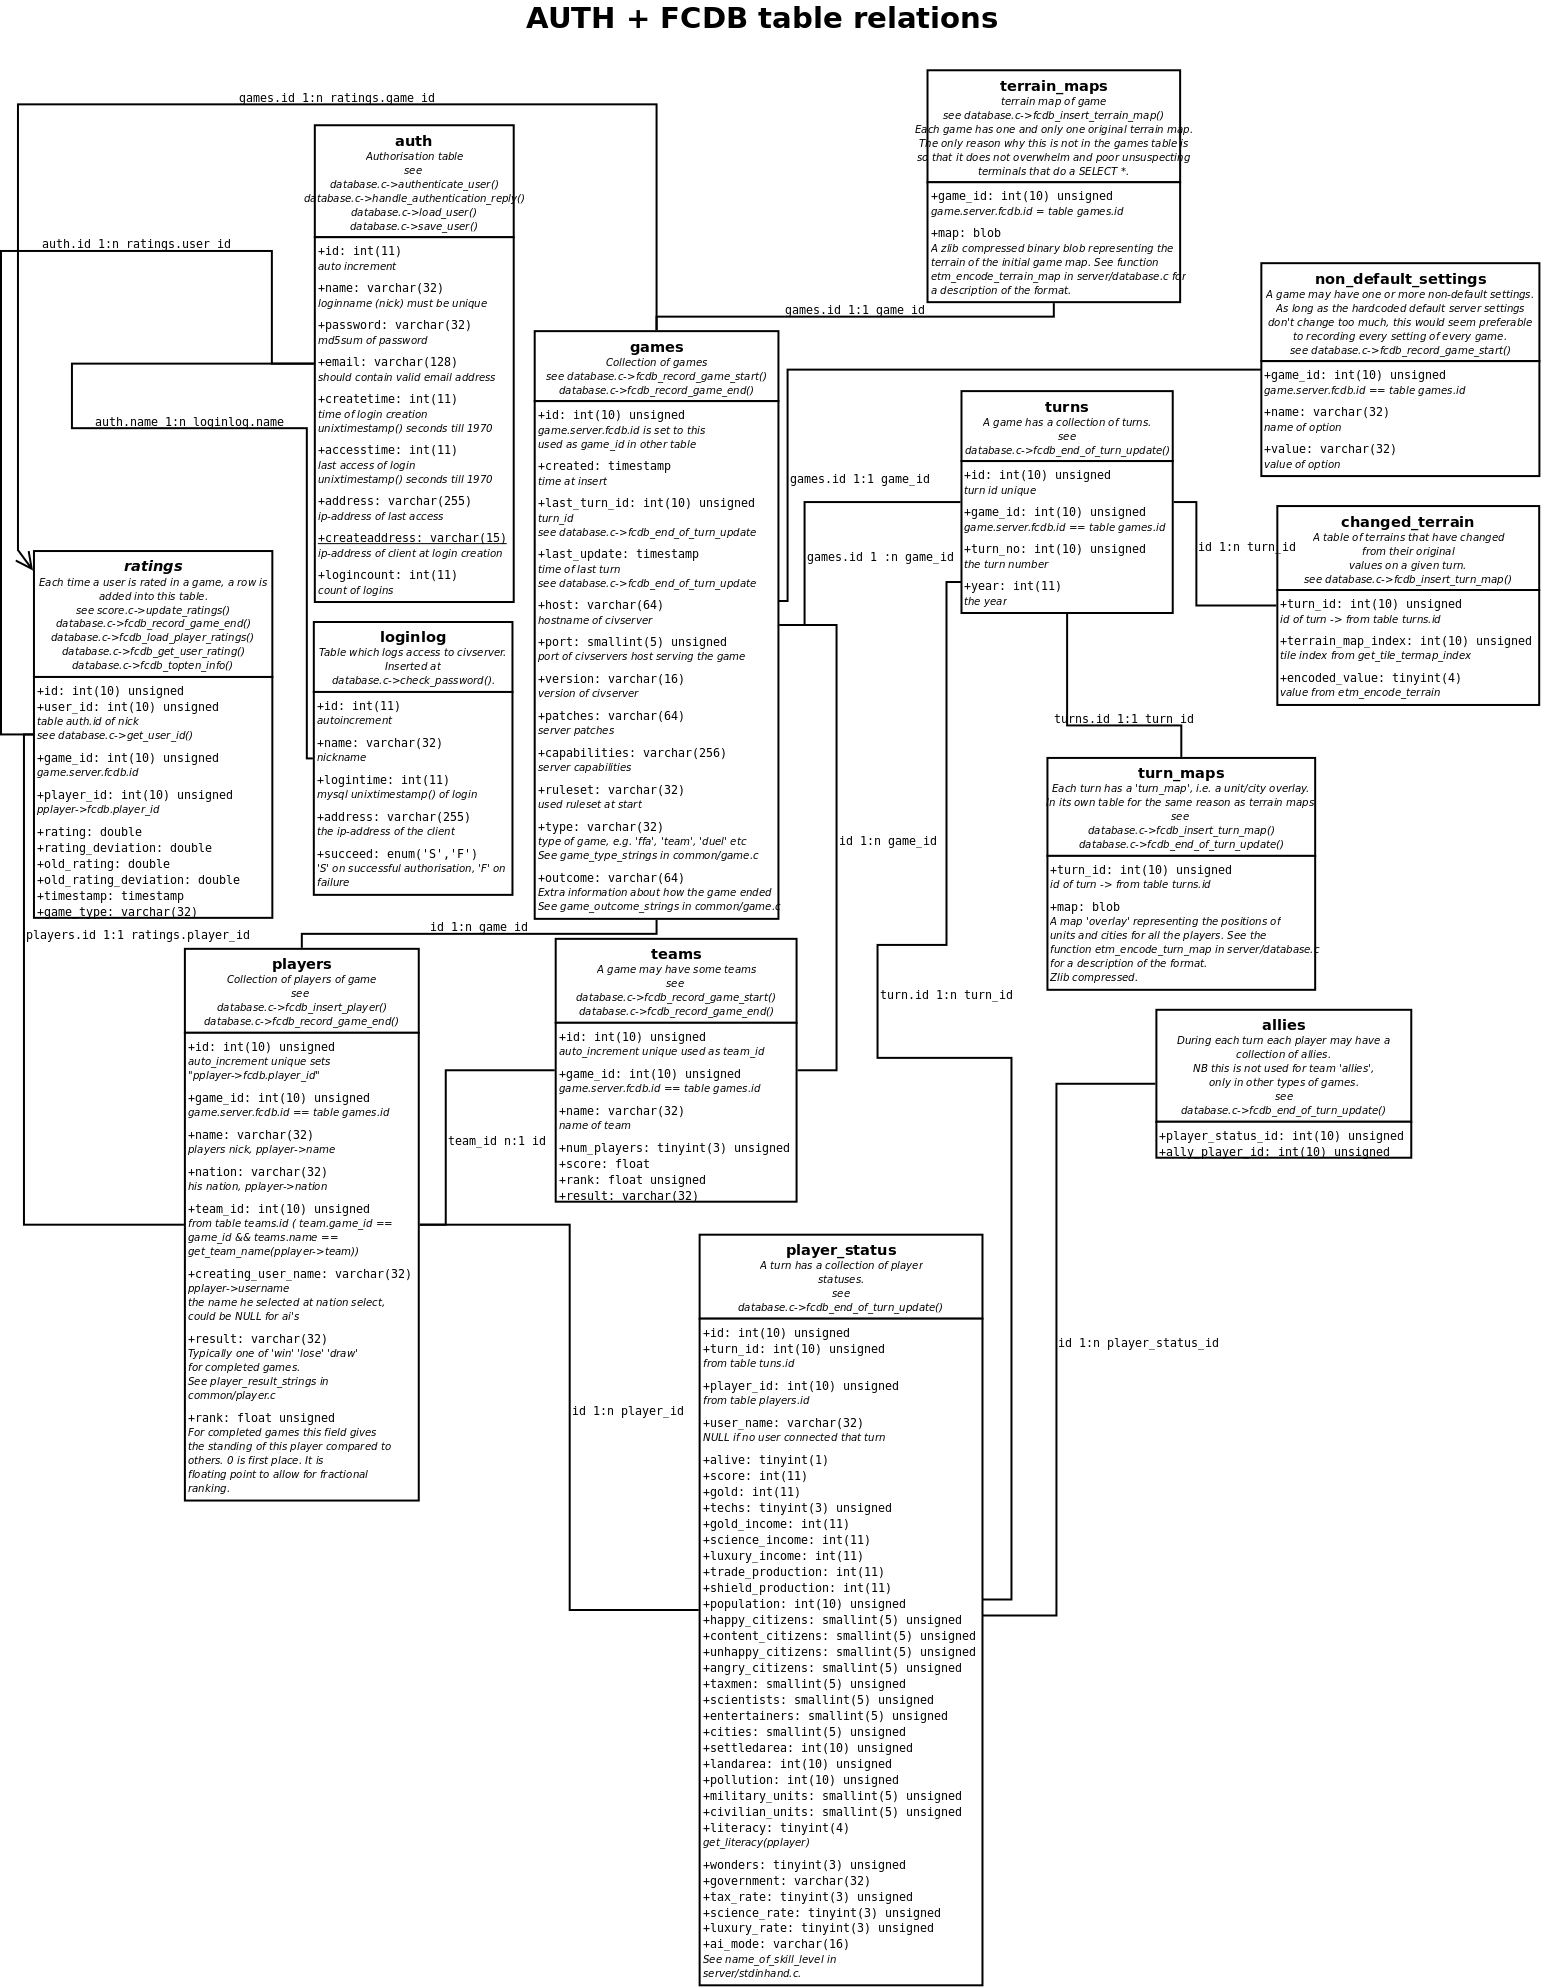 AUTH + FCDB table relations
games.id 1:n ratings.game_id
terrain_maps
terrain map of game
see database.c->fcdb_insert_terrain_map()
Each game has one and only one original terrain map.
The only reason why this is not in the games table is
so that it does not overwhelm and poor unsuspecting
terminals that do a SELECT *.
+game_id: int(10) unsigned
game.server.fcdb.id = table games.id
+map: blob
A zlib compressed binary blob representing the
terrain of the initial game map. See function
etm_encode_terrain_map in server/database.c for
a description of the format.
auth
Authorisation table
see
database.c->authenticate_user()
database.c->handle_authentication_reply()
database.c->load_user()
database.c->save_user()
+id: int(11)
auto increment
+name: varchar(32)
loginname (nick) must be unique
+password: varchar(32)
md5sum of password
+email: varchar(128)
should contain valid email address
+createtime: int(11)
time of login creation
unixtimestamp() seconds till 1970
+accesstime: int(11)
last access of login
unixtimestamp() seconds till 1970
+address: varchar(255)
ip-address of last access
+createaddress: varchar(15)
ip-address of client at login creation
+logincount: int(11)
count of logins
auth.id 1:n ratings.user_id
auth.name 1:n loginlog.name
games.id 1:1 game_id
non_default_settings
A game may have one or more non-default settings.
As long as the hardcoded default server settings
don't change too much, this would seem preferable
to recording every setting of every game.
see database.c->fcdb_record_game_start()
+game_id: int(10) unsigned
game.server.fcdb.id == table games.id
+name: varchar(32)
name of option
+value: varchar(32)
value of option
games
Collection of games
see database.c->fcdb_record_game_start()
database.c->fcdb_record_game_end()
+id: int(10) unsigned
game.server.fcdb.id is set to this
used as game_id in other table
+created: timestamp
time at insert
+last_turn_id: int(10) unsigned
turn_id
see database.c->fcdb_end_of_turn_update
+last_update: timestamp
time of last turn
see database.c->fcdb_end_of_turn_update
+host: varchar(64)
hostname of civserver
+port: smallint(5) unsigned
port of civservers host serving the game
+version: varchar(16)
version of civserver
+patches: varchar(64)
server patches
+capabilities: varchar(256)
server capabilities
+ruleset: varchar(32)
used ruleset at start
+type: varchar(32)
type of game, e.g. 'ffa', 'team', 'duel' etc
See game_type_strings in common/game.c
+outcome: varchar(64)
Extra information about how the game ended
See game_outcome_strings in common/game.c
turns
A game has a collection of turns.
see
database.c->fcdb_end_of_turn_update()
+id: int(10) unsigned
turn id unique
+game_id: int(10) unsigned
game.server.fcdb.id == table games.id
+turn_no: int(10) unsigned
the turn number
+year: int(11)
the year
games.id 1:1 game_id
games.id 1 :n game_id
id 1:n turn_id
changed_terrain
A table of terrains that have changed
from their original
values on a given turn.
see database.c->fcdb_insert_turn_map()
+turn_id: int(10) unsigned
id of turn -> from table turns.id
+terrain_map_index: int(10) unsigned
tile index from get_tile_termap_index
+encoded_value: tinyint(4)
value from etm_encode_terrain
ratings
Each time a user is rated in a game, a row is
added into this table.
see score.c->update_ratings()
database.c->fcdb_record_game_end()
database.c->fcdb_load_player_ratings()
database.c->fcdb_get_user_rating()
database.c->fcdb_topten_info()
+id: int(10) unsigned
+user_id: int(10) unsigned
table auth.id of nick
see database.c->get_user_id()
+game_id: int(10) unsigned
game.server.fcdb.id
+player_id: int(10) unsigned
pplayer->fcdb.player_id
+rating: double
+rating_deviation: double
+old_rating: double
+old_rating_deviation: double
+timestamp: timestamp
+game_type: varchar(32)
loginlog
Table which logs access to civserver.
Inserted at
database.c->check_password().
+id: int(11)
autoincrement
+name: varchar(32)
nickname
+logintime: int(11)
mysql unixtimestamp() of login
+address: varchar(255)
the ip-address of the client
+succeed: enum('S','F')
'S' on successful authorisation, 'F' on
failure
turns.id 1:1 turn_id
turn_maps
Each turn has a 'turn_map', i.e. a unit/city overlay.
In its own table for the same reason as terrain maps.
see
database.c->fcdb_insert_turn_map()
database.c->fcdb_end_of_turn_update()
+turn_id: int(10) unsigned
id of turn -> from table turns.id
+map: blob
A map 'overlay' representing the positions of
units and cities for all the players. See the
function etm_encode_turn_map in server/database.c
for a description of the format.
Zlib compressed.
id 1:n game_id
players.id 1:1 ratings.player_id
id 1:n game_id
players
Collection of players of game
see
database.c->fcdb_insert_player()
database.c->fcdb_record_game_end()
+id: int(10) unsigned
auto_increment unique sets
"pplayer->fcdb.player_id"
+game_id: int(10) unsigned
game.server.fcdb.id == table games.id
+name: varchar(32)
players nick, pplayer->name
+nation: varchar(32)
his nation, pplayer->nation
+team_id: int(10) unsigned
from table teams.id ( team.game_id ==
game_id && teams.name ==
get_team_name(pplayer->team))
+creating_user_name: varchar(32)
pplayer->username
the name he selected at nation select,
could be NULL for ai's
+result: varchar(32)
Typically one of 'win' 'lose' 'draw'
for completed games.
See player_result_strings in
common/player.c
+rank: float unsigned
For completed games this field gives
the standing of this player compared to
others. 0 is first place. It is
floating point to allow for fractional
ranking.
teams
A game may have some teams
see
database.c->fcdb_record_game_start()
database.c->fcdb_record_game_end()
+id: int(10) unsigned
auto_increment unique used as team_id
+game_id: int(10) unsigned
game.server.fcdb.id == table games.id
+name: varchar(32)
name of team
+num_players: tinyint(3) unsigned
+score: float
+rank: float unsigned
+result: varchar(32)
team_id n:1 id
turn.id 1:n turn_id
allies
During each turn each player may have a
collection of allies.
NB this is not used for team 'allies',
only in other types of games.
see
database.c->fcdb_end_of_turn_update()
+player_status_id: int(10) unsigned
+ally_player_id: int(10) unsigned
id 1:n player_status_id
id 1:n player_id
player_status
A turn has a collection of player
statuses.
see
database.c->fcdb_end_of_turn_update()
+id: int(10) unsigned
+turn_id: int(10) unsigned
from table tuns.id
+player_id: int(10) unsigned
from table players.id
+user_name: varchar(32)
NULL if no user connected that turn
+alive: tinyint(1)
+score: int(11)
+gold: int(11)
+techs: tinyint(3) unsigned
+gold_income: int(11)
+science_income: int(11)
+luxury_income: int(11)
+trade_production: int(11)
+shield_production: int(11)
+population: int(10) unsigned
+happy_citizens: smallint(5) unsigned
+content_citizens: smallint(5) unsigned
+unhappy_citizens: smallint(5) unsigned
+angry_citizens: smallint(5) unsigned
+taxmen: smallint(5) unsigned
+scientists: smallint(5) unsigned
+entertainers: smallint(5) unsigned
+cities: smallint(5) unsigned
+settledarea: int(10) unsigned
+landarea: int(10) unsigned
+pollution: int(10) unsigned
+military_units: smallint(5) unsigned
+civilian_units: smallint(5) unsigned
+literacy: tinyint(4)
get_literacy(pplayer)
+wonders: tinyint(3) unsigned
+government: varchar(32)
+tax_rate: tinyint(3) unsigned
+science_rate: tinyint(3) unsigned
+luxury_rate: tinyint(3) unsigned
+ai_mode: varchar(16)
See name_of_skill_level in
server/stdinhand.c.